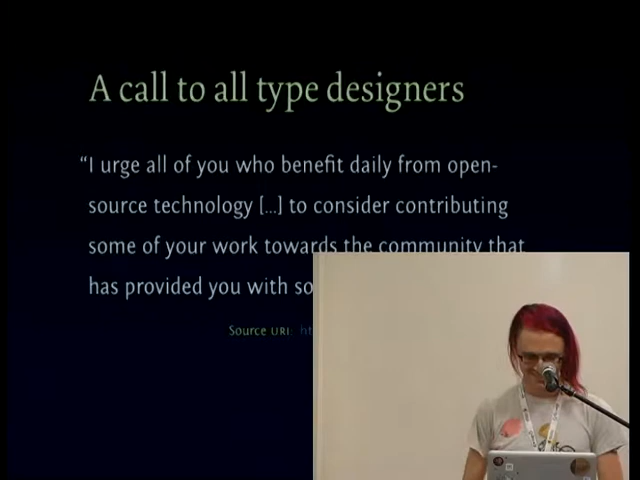 A call to all type designers
“I urge all of you who benefit daily from open-
source technology [...] to consider contributing
some of your work towards the community that
has provided you with so
Source URI: ht